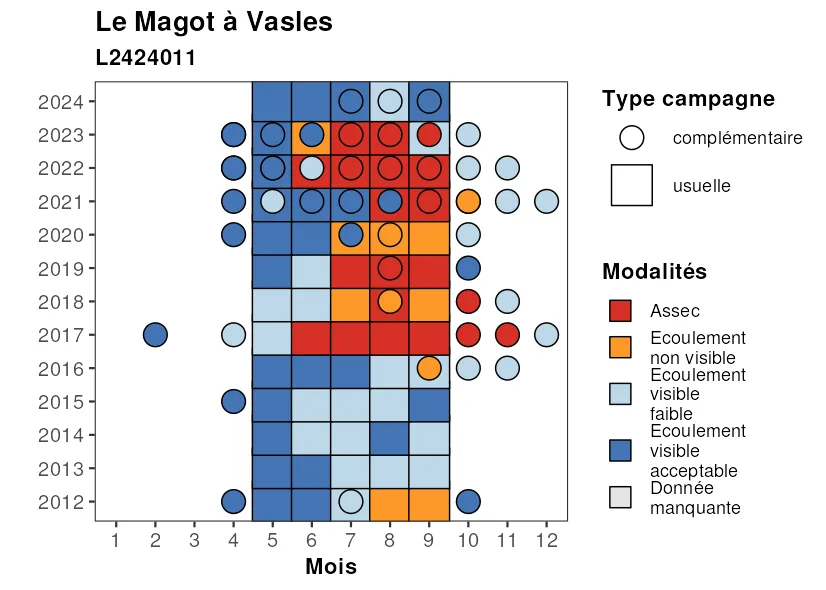 Le Magot à Vasles
L2424011
2024
2023
2022
2021
2020
2019
2018
2017
2016
2015
2014
2013
2012
1 2 3 4 5 6 7 8 9 10 11 12
Mois
Type campagne
complémentaire
usuelle
Modalités
Assec
Ecoulement
non visible
Ecoulement
visible
faible
Ecoulement
visible
acceptable
Donnée
manquante